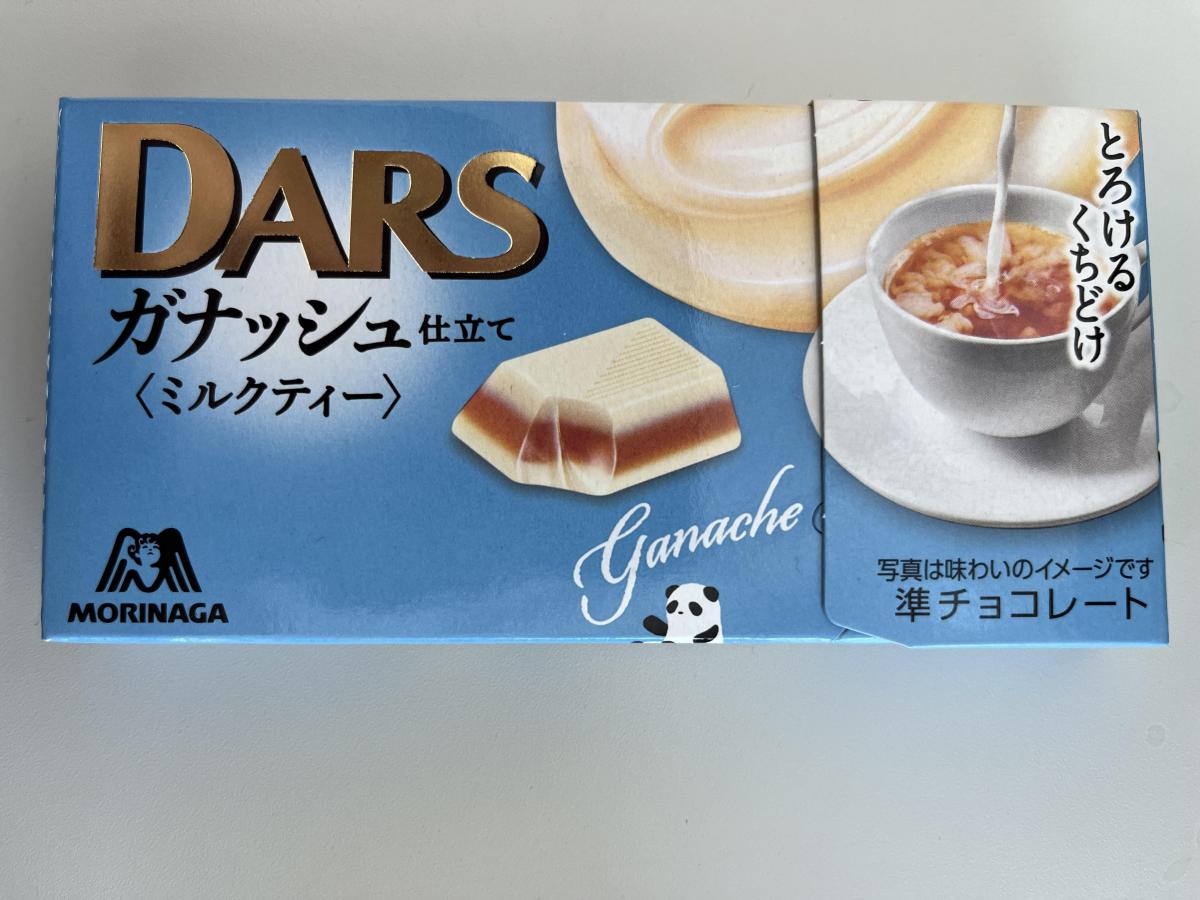 DARS
ガナッシュ仕立て
〈ミルクティー〉
とろける
くちどけ
Ganache
MORINAGA
写真は味わいのイメージです
準チョコレート